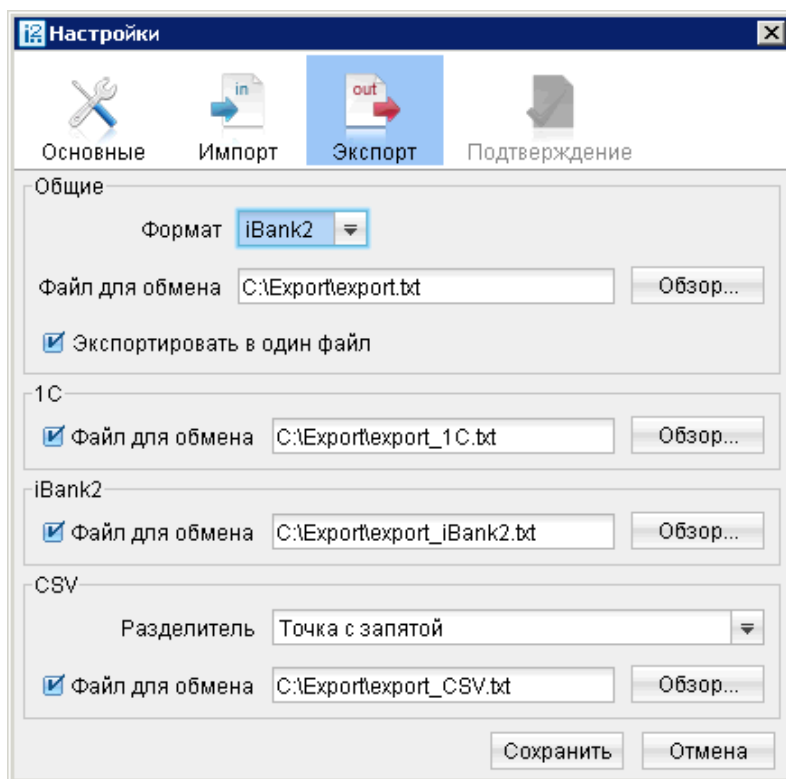 i2 Настройки
in
out
Основные Импорт Экспорт Подтверждение
Общие
Формат iBank2
Файл для обмена C:\Export\export.txt Обзор...
Экспортировать в один файл
1С
Файл для обмена C:\Export\export_1C.txt Обзор...
iBank2
Файл для обмена C:\Export\export_iBank2.txt Обзор...
CSV
Разделитель Точка с запятой
Файл для обмена C:\Export\export_CSV.txt Обзор...
Сохранить Отмена